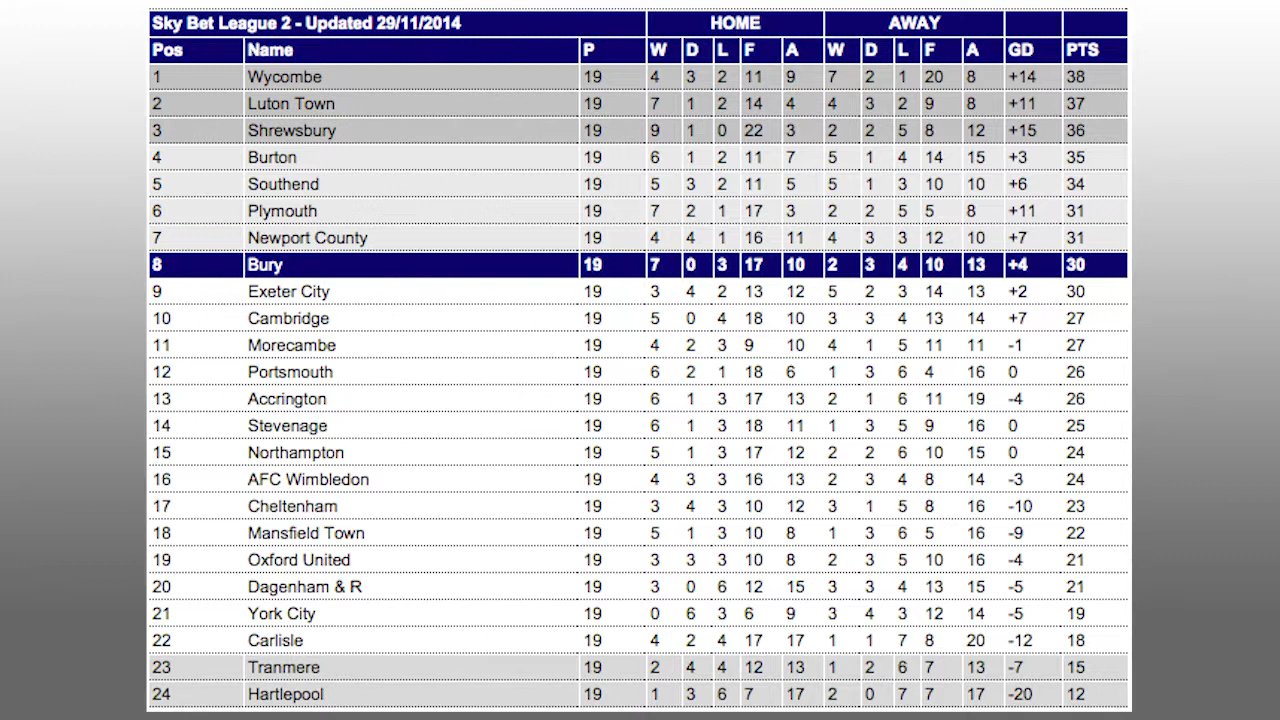 Sky Bet League 2 - Updated 29/11/2014 HOME AWAY
Pos Name P W D L F A W D L F A GD PTS
1 Wycombe 19 4 3 2 11 9 7 2 1 20 8 +14 38
2 Luton Town 19 7 1 2 14 4 4 3 2 9 8 +11 37
3 Shrewsbury 19 9 1 0 22 3 2 2 5 8 12 +15 36
4 Burton 19 6 1 2 11 7 5 1 4 14 15 +3 35
5 Southend 19 5 3 2 11 5 5 1 3 10 10 +6 34
6 Plymouth 19 7 2 1 17 3 2 2 5 5 8 +11 31
7 Newport County 19 4 4 1 16 11 4 3 3 12 10 +7 31
8 Bury 19 7 0 3 17 10 2 3 4 10 13 +4 30
9 Exeter City 19 3 4 2 13 12 5 2 3 14 13 +2 30
10 Cambridge 19 5 0 4 18 10 3 3 4 13 14 +7 27
11 Morecambe 19 4 2 3 9 10 4 1 5 11 11 -1 27
12 Portsmouth 19 6 2 1 18 6 1 3 6 4 16 0 26
13 Accrington 19 6 1 3 17 13 2 1 6 11 19 -4 26
14 Stevenage 19 6 1 3 18 11 1 3 5 9 16 0 25
15 Northampton 19 5 1 3 17 12 2 2 6 10 15 0 24
16 AFC Wimbledon 19 4 3 3 16 13 2 3 4 8 14 -3 24
17 Cheltenham 19 3 4 3 10 12 3 1 5 8 16 -10 23
18 Mansfield Town 19 5 1 3 10 8 1 3 6 5 16 -9 22
19 Oxford United 19 3 3 3 10 8 2 3 5 10 16 -4 21
20 Dagenham & R 19 3 0 6 12 15 3 3 4 13 15 -5 21
21 York City 19 0 6 3 6 9 3 4 3 12 14 -5 19
22 Carlisle 19 4 2 4 17 17 1 1 7 8 20 -12 18
23 Tranmere 19 2 4 4 12 13 1 2 6 7 13 -7 15
24 Hartlepool 19 1 3 6 7 17 2 0 7 7 17 -20 12